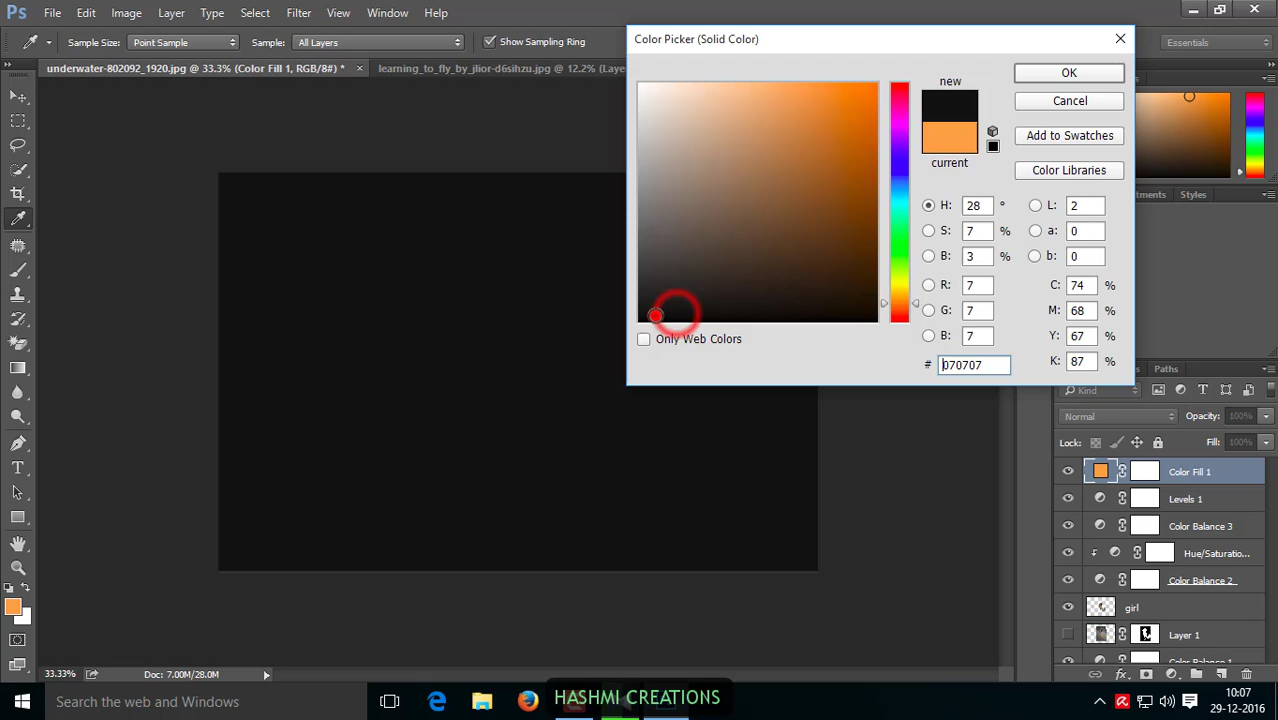 Ps File Edit Image Layer Type Select Filter 3D View Window Help
Sample Size: Point Sample Sample: All Layers Show Sampling Ring Essentials
underwater-802092_1920.jpg @ 33.3% (Color Fill 1, RGB/8#) * × learning_to_fly_by_jlior-d6sihzu.jpg @ 12.2% (Laye
Color Picker (Solid Color)
new
current
OK
Cancel
Add to Swatches
Color Libraries
H: 28 ° L: 2
S: 7 % a: 0
B: 3 % b: 0
R: 7 C: 74 %
G: 7 M: 68 %
B: 7 Y: 67 %
# 070707 K: 87 %
Only Web Colors
Styles
Paths
Kind
Normal Opacity: 100%
Lock: Fill: 100%
Color Fill 1
Levels 1
Color Balance 3
Hue/Saturatio...
Color Balance 2
girl
Layer 1
33.33% Doc: 7.00M/28.0M
Search the web and Windows
HASHMI CREATIONS
10:07
29-12-2016